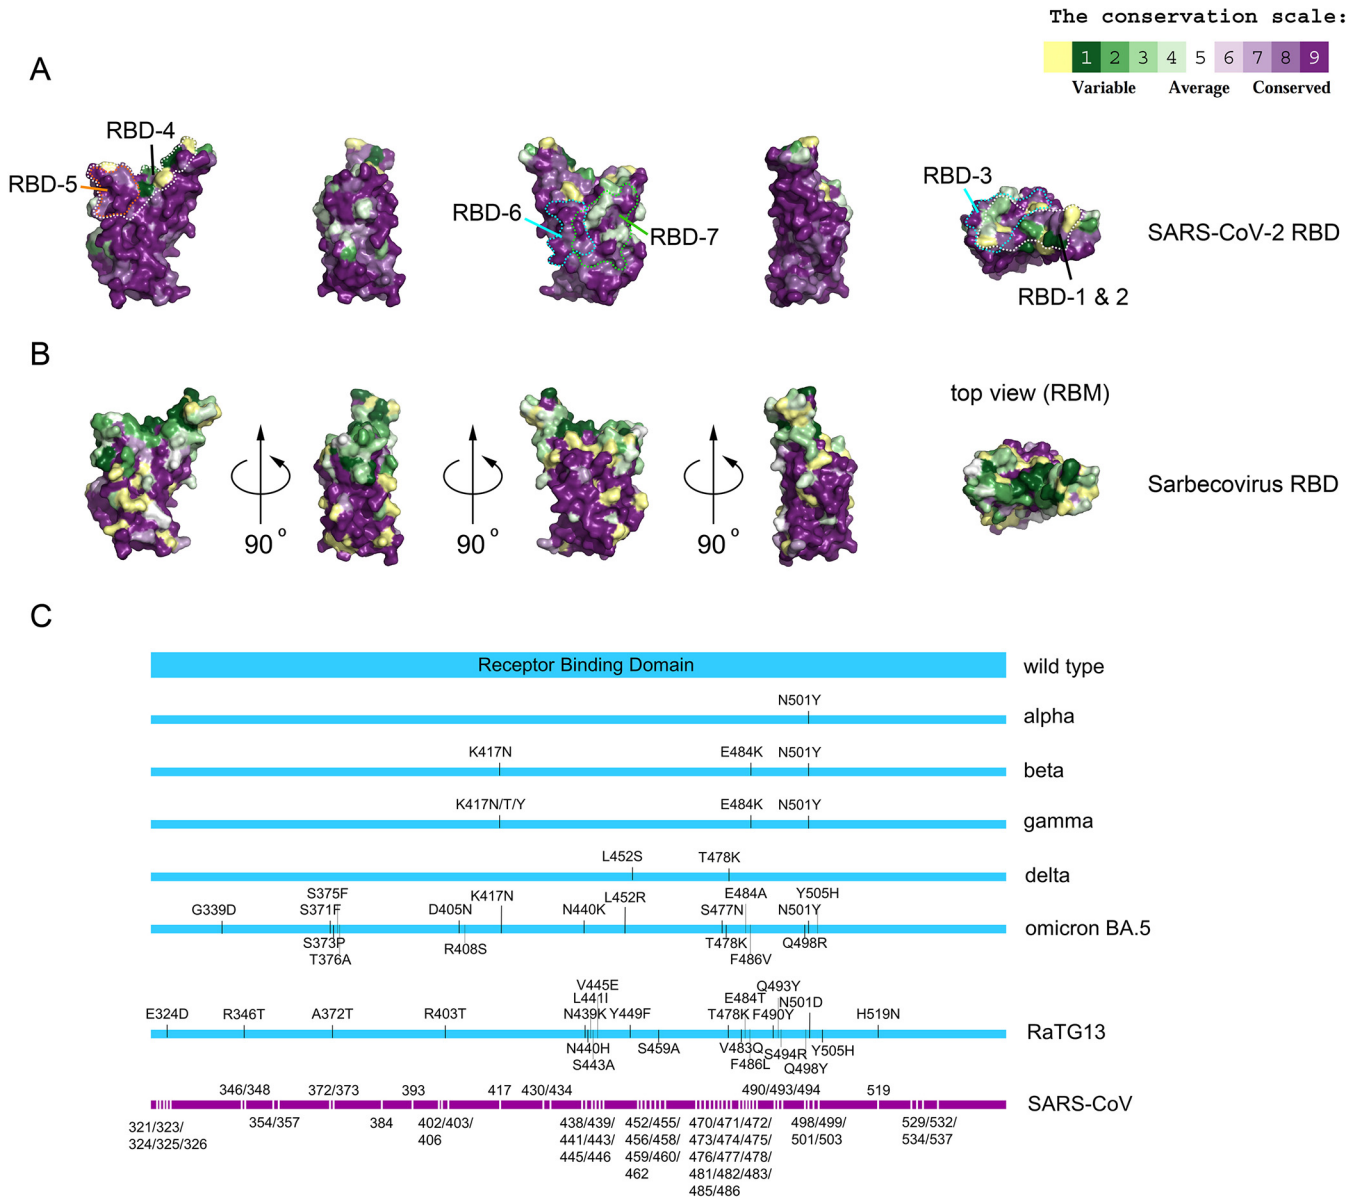 The conservation scale:
1 2 3 4 5 6 7 8 9
Variable Average Conserved
A
RBD-4
RBD-5
RBD-6
RBD-7
RBD-3
RBD-1 & 2
SARS-CoV-2 RBD
B
90 o
90 o
90 o
top view (RBM)
Sarbecovirus RBD
C
Receptor Binding Domain
wild type
N501Y
alpha
K417N E484K N501Y
beta
K417N/T/Y E484K N501Y
gamma
L452S T478K
delta
S375F K417N L452R E484A Y505H
G339D S371F D405N N440K S477N N501Y
omicron BA.5
S373P R408S T478K Q498R
T376A F486V
V445E Q493Y
L441I E484T N501D
E324D R346T A372T R403T N439K Y449F T478K F490Y H519N
RaTG13
N440H S459A V483Q S494R Y505H
S443A F486L Q498Y
346/348 372/373 393 417 430/434 490/493/494 519
SARS-CoV
321/323/ 354/357 384 402/403/ 438/439/ 452/455/ 470/471/472/ 498/499/ 529/532/
324/325/326 406 441/443/ 456/458/ 473/474/475/ 501/503 534/537
445/446 459/460/ 476/477/478/
462 481/482/483/
485/486